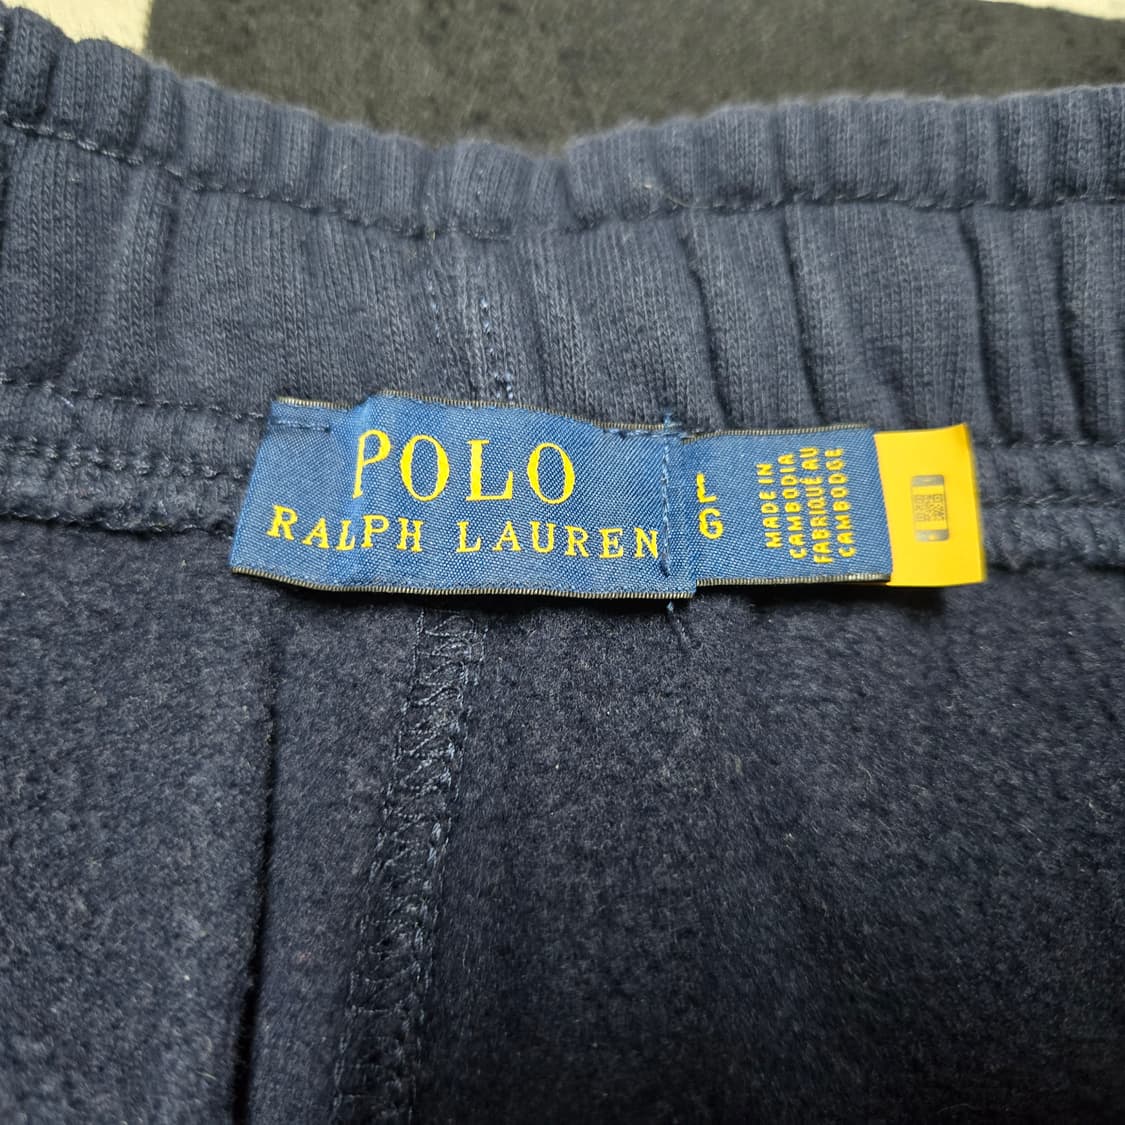 POLO
RALPH LAUREN
L
G
MADE IN
CAMBODIA
FABRIQUÉ AU
CAMBODGE